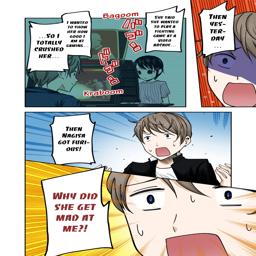 THEN
YES-
TER-
DAY
...
SHE SAID
SHE WANTED
TO PLAY A
FIGHTING
GAME AT A
VIDEO
ARCADE
I WANTED
TO SHOW
HER HOW
GOOD I
AM AT
GAMING...
...SO I
TOTALLY
CRUSHED
HER...
Bagoom
Kraboom
THEN
NAGISA
GOT FURI-
OUS!
WHY DID
SHE GET
MAD AT
ME?!